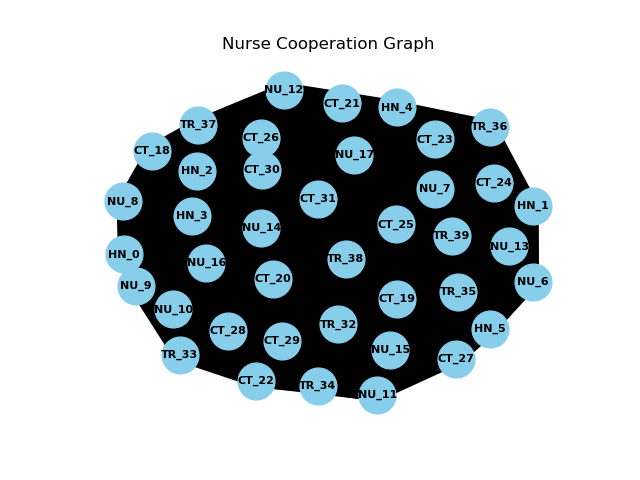 Nurse Cooperation Graph
NU_12
CT_21
HN_4
TR_37
TR_36
CT_26
CT_23
CT_18
NU_17
HN_2
CT_30
CT_24
NU_7
CT_31
NU_8
HN_1
HN_3
CT_25
NU_14
TR_39
NU_13
HN_0
TR_38
NU_16
CT_20
NU_6
NU_9
TR_35
CT_19
NU_10
TR_32
HN_5
CT_28
CT_29
NU_15
TR_33
CT_27
CT_22
TR_34
NU_11